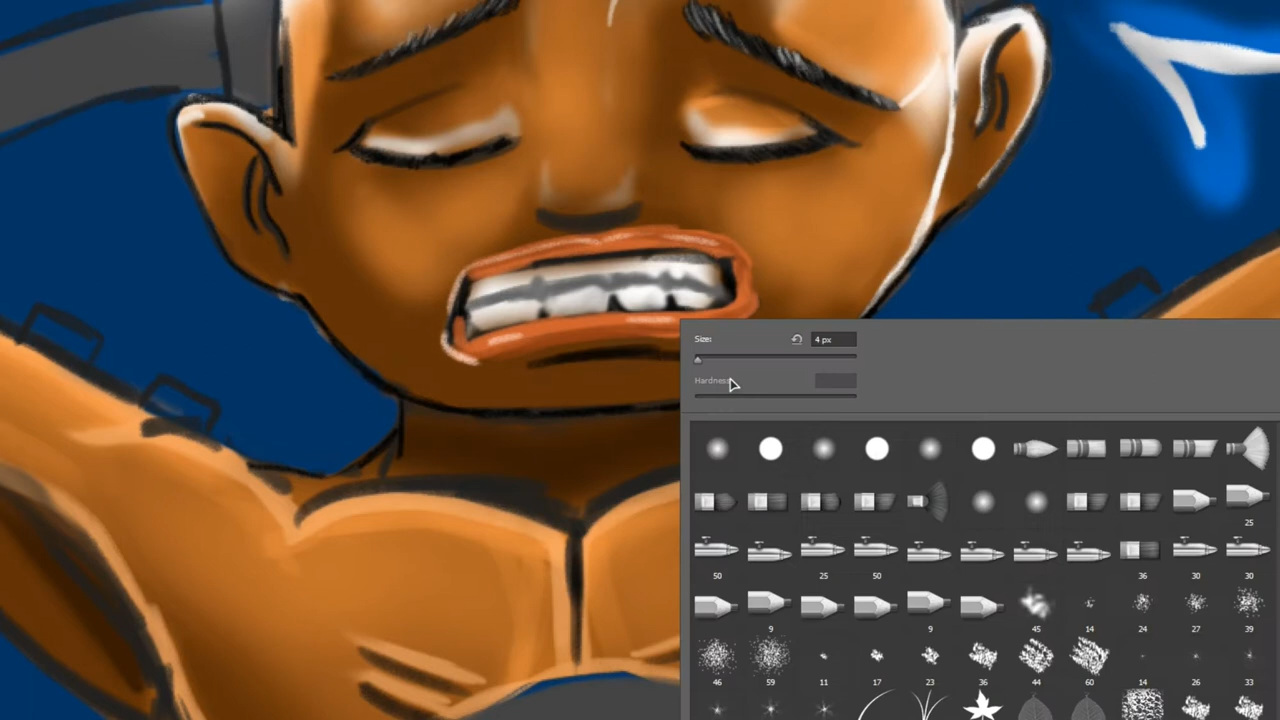 Size: 4 px
Hardness
25
50 25 50 36 30 30
9 9 45 14 24 27 39
46 59 11 17 23 36 44 60 14 26 33